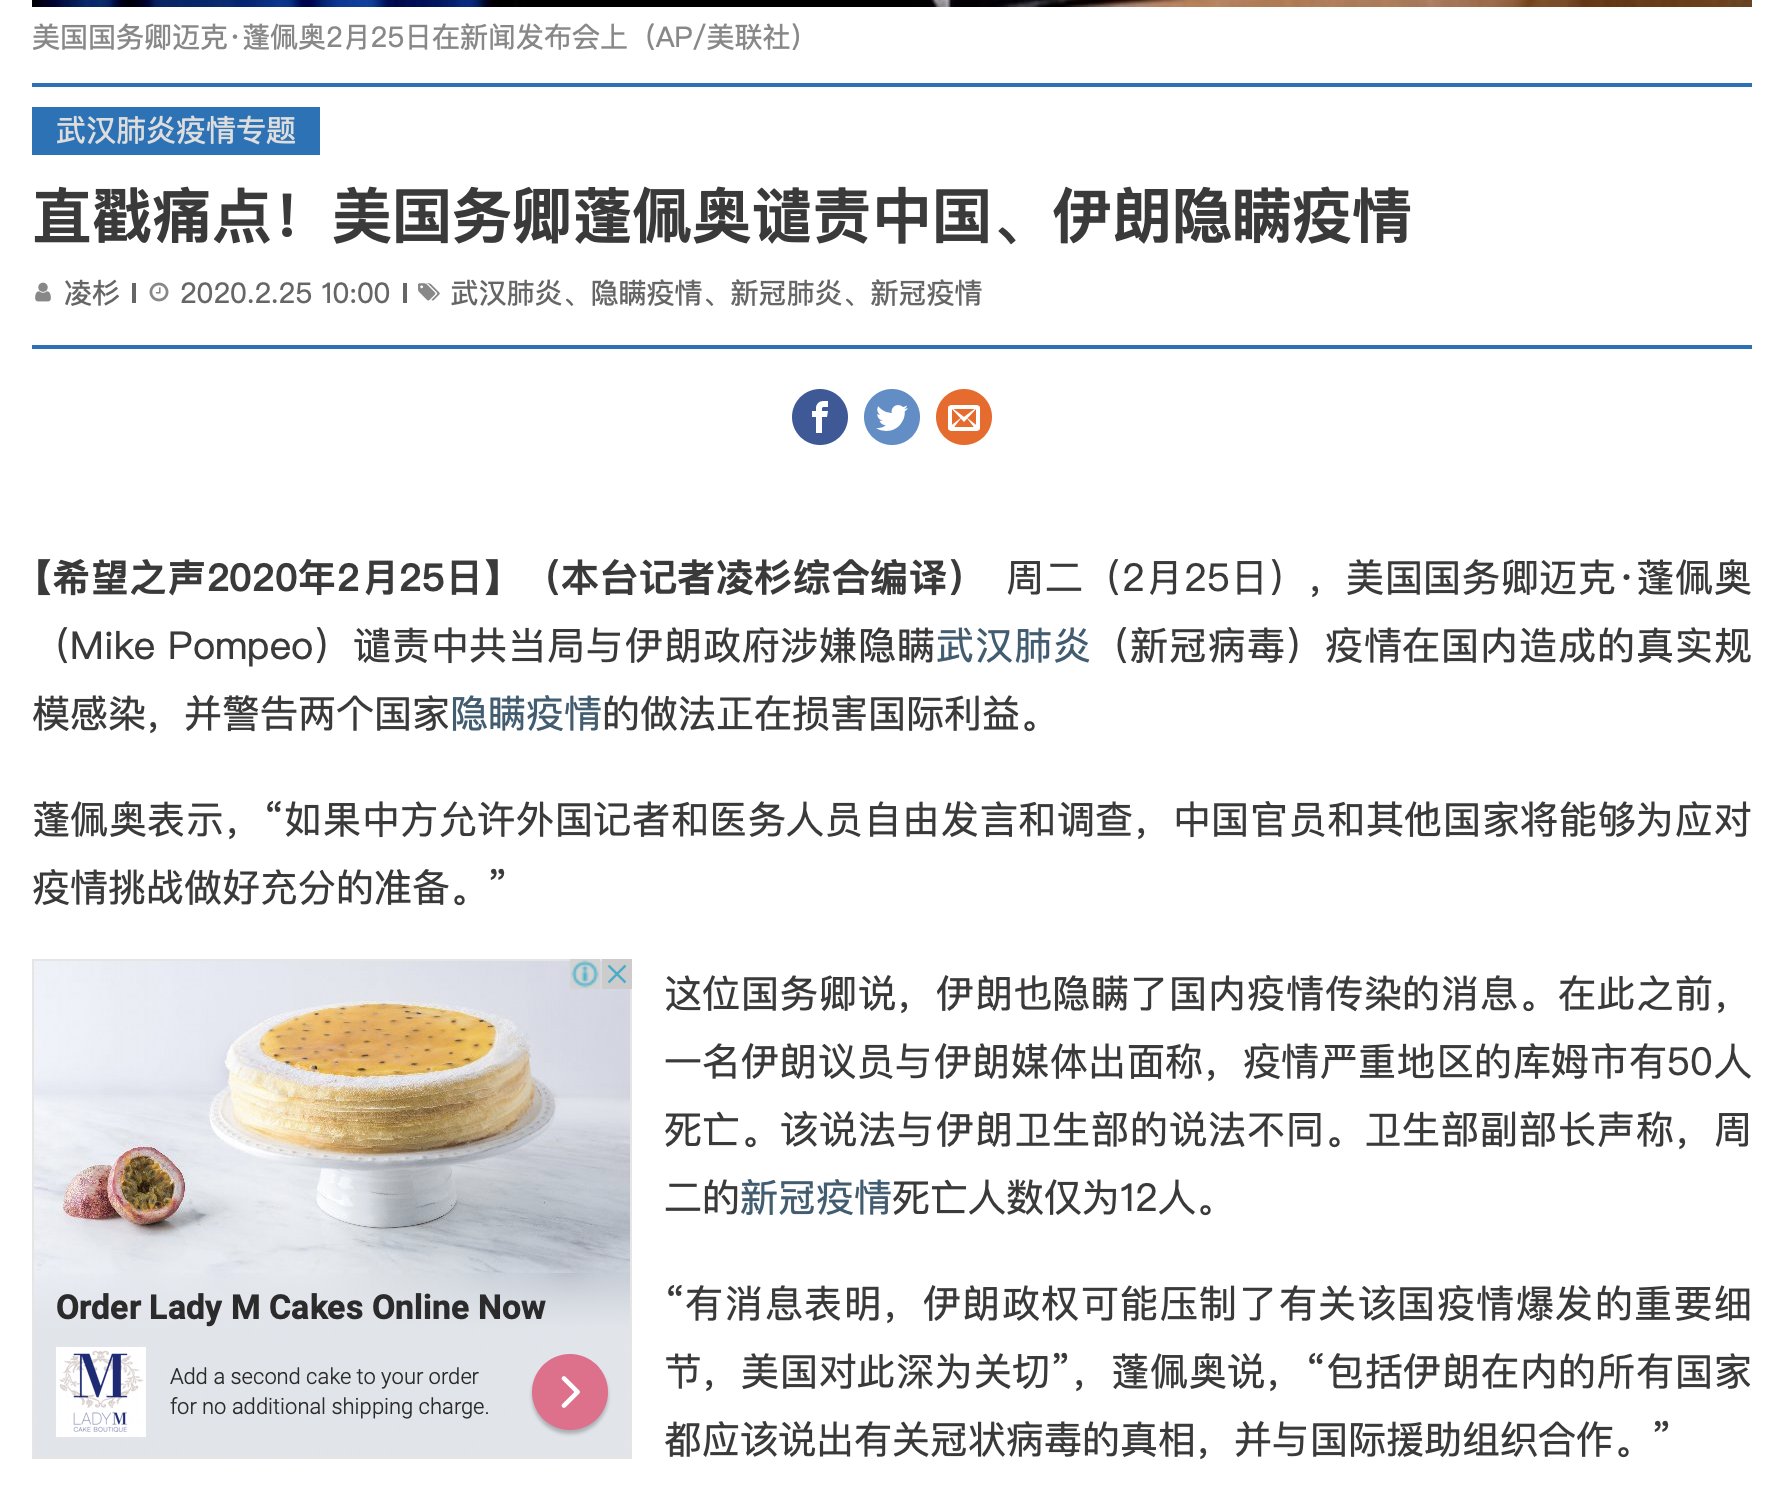 美国国务卿迈克·蓬佩奥2月25日在新闻发布会上（AP/美联社）
武汉肺炎疫情专题
直戳痛点！美国务卿蓬佩奥谴责中国、伊朗隐瞒疫情
凌杉 | 2020.2.25 10:00 | 武汉肺炎、隐瞒疫情、新冠肺炎、新冠疫情
【希望之声2020年2月25日】（本台记者凌杉综合编译） 周二（2月25日），美国国务卿迈克·蓬佩奥
（Mike Pompeo）谴责中共当局与伊朗政府涉嫌隐瞒武汉肺炎（新冠病毒）疫情在国内造成的真实规
模感染，并警告两个国家隐瞒疫情的做法正在损害国际利益。
蓬佩奥表示，“如果中方允许外国记者和医务人员自由发言和调查，中国官员和其他国家将能够为应对
疫情挑战做好充分的准备。”
这位国务卿说，伊朗也隐瞒了国内疫情传染的消息。在此之前，
一名伊朗议员与伊朗媒体出面称，疫情严重地区的库姆市有50人
死亡。该说法与伊朗卫生部的说法不同。卫生部副部长声称，周
二的新冠疫情死亡人数仅为12人。
“有消息表明，伊朗政权可能压制了有关该国疫情爆发的重要细
节，美国对此深为关切”，蓬佩奥说，“包括伊朗在内的所有国家
都应该说出有关冠状病毒的真相，并与国际援助组织合作。”
Order Lady M Cakes Online Now
M
LADY M
CAKE BOUTIQUE
Add a second cake to your order
for no additional shipping charge.